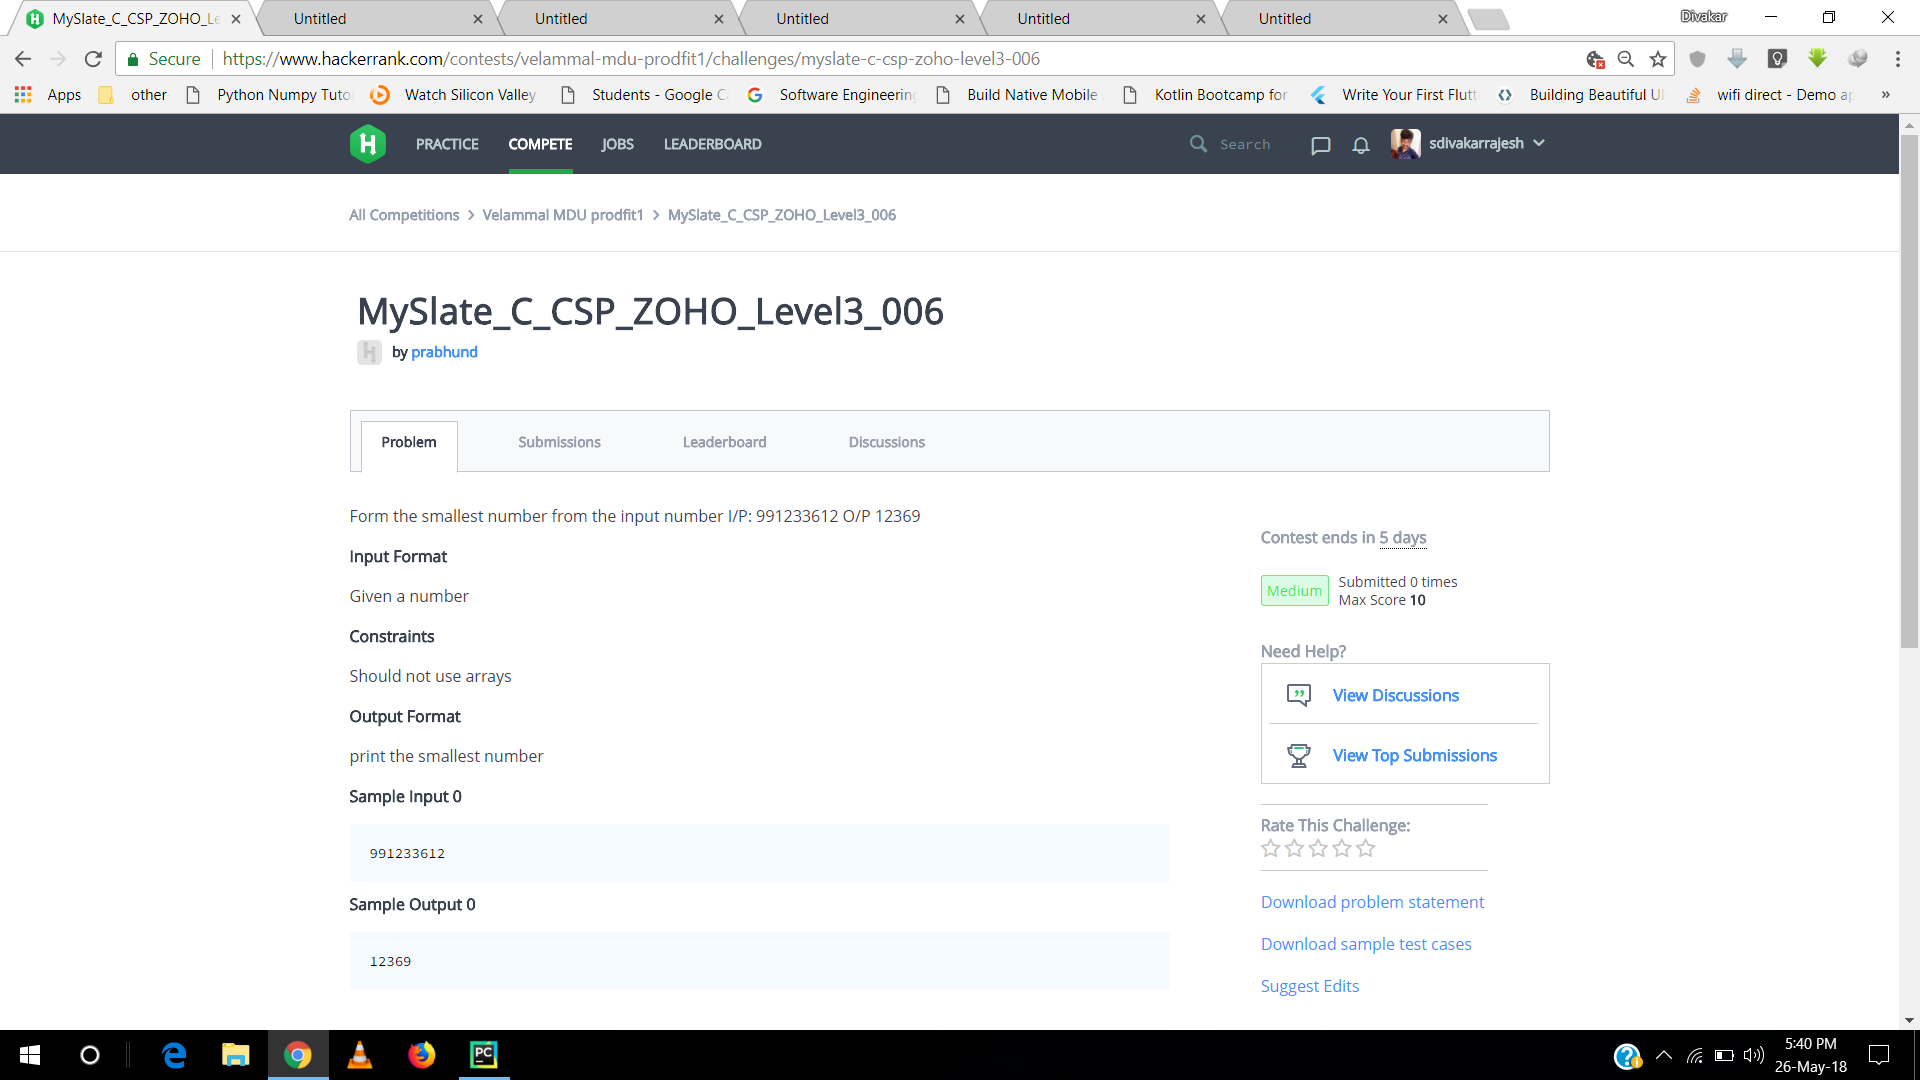 MySlate_C_CSP_ZOHO_Le
Untitled
Untitled
Untitled
Untitled
Untitled
Divakar
Secure
https://www.hackerrank.com/contests/velammal-mdu-prodfit1/challenges/myslate-c-csp-zoho-level3-006
Apps
other
Python Numpy Tuto
Watch Silicon Valley
Students - Google C
Software Engineering
Build Native Mobile
Kotlin Bootcamp for
Write Your First Flutt
Building Beautiful UI
wifi direct - Demo ap
»
PRACTICE
COMPETE
JOBS
LEADERBOARD
Search
sdivakarrajesh
All Competitions > Velammal MDU prodfit1 > MySlate_C_CSP_ZOHO_Level3_006
MySlate_C_CSP_ZOHO_Level3_006
by prabhund
Problem
Submissions
Leaderboard
Discussions
Form the smallest number from the input number I/P: 991233612 O/P 12369
Input Format
Given a number
Constraints
Should not use arrays
Output Format
print the smallest number
Sample Input 0
991233612
Sample Output 0
12369
Contest ends in 5 days
Medium
Submitted 0 times
Max Score 10
Need Help?
View Discussions
View Top Submissions
Rate This Challenge:
Download problem statement
Download sample test cases
Suggest Edits
PC
5:40 PM
26-May-18